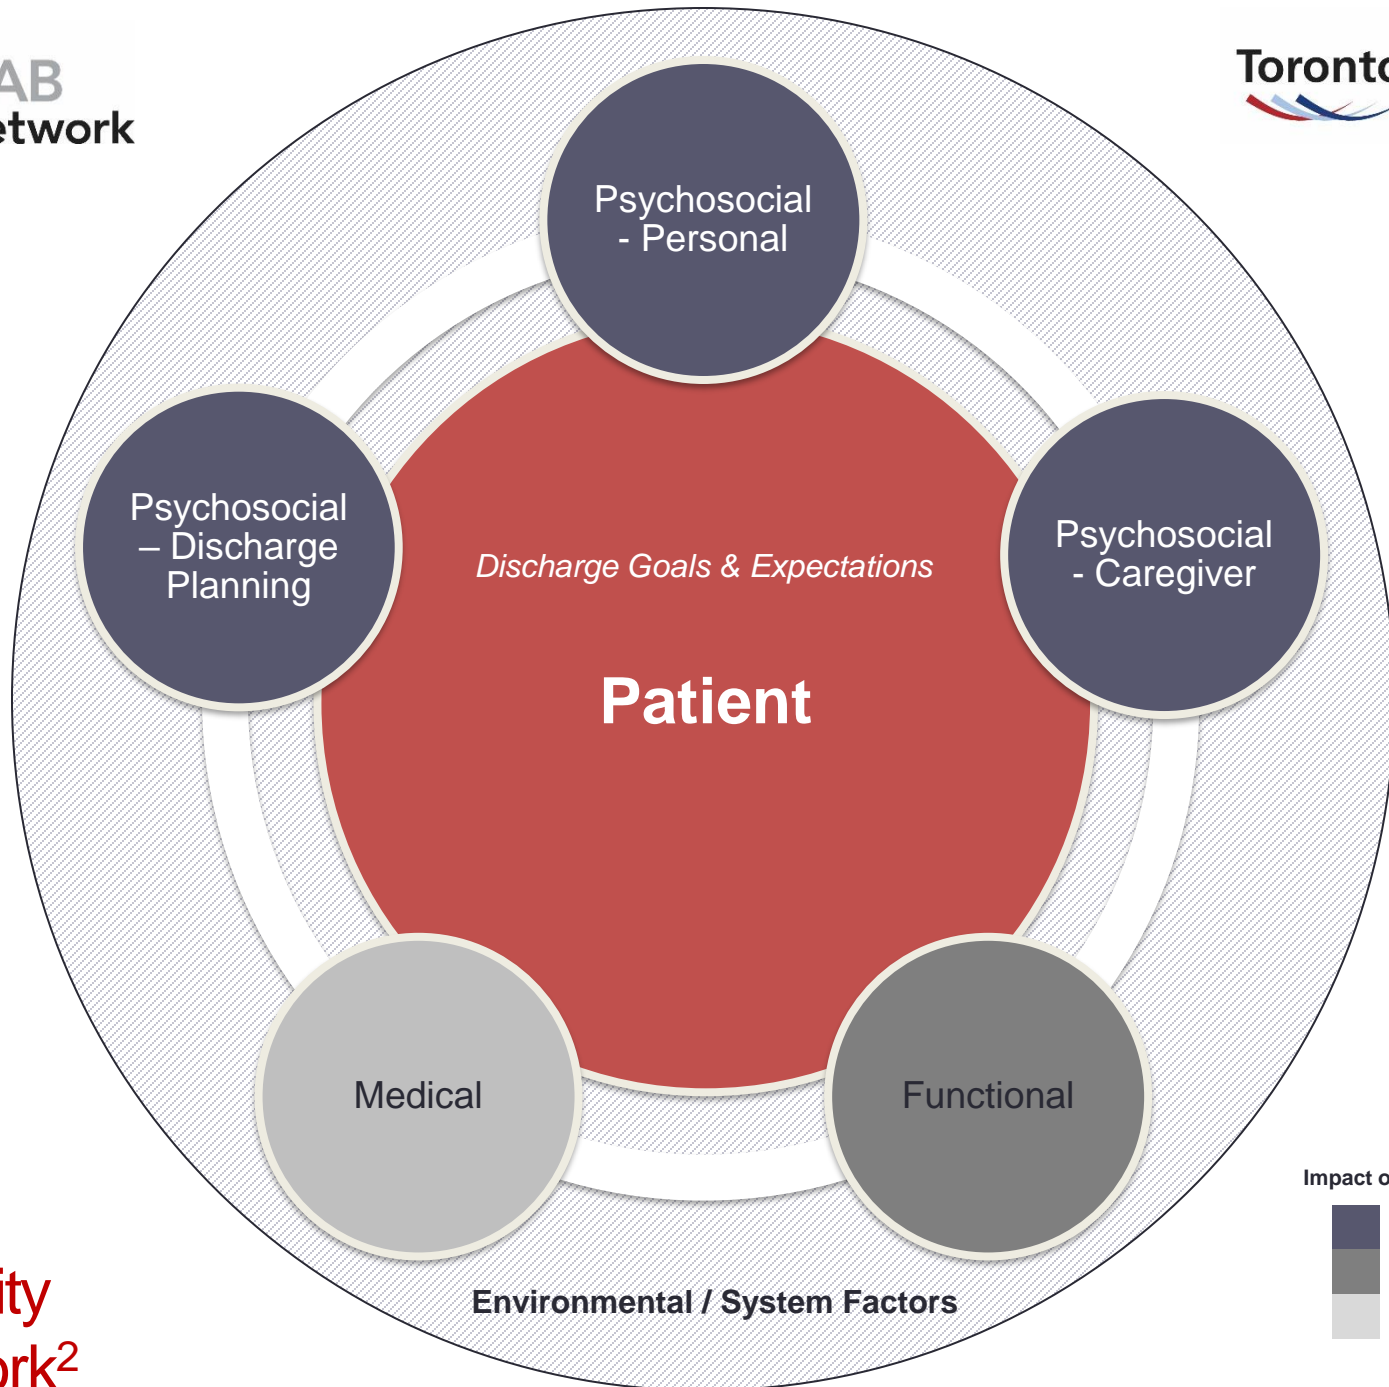 AB
etwork
Toronto
Psychosocial
- Personal
Psychosocial
– Discharge
Planning
Discharge Goals & Expectations
Psychosocial
- Caregiver
Patient
Medical
Functional
Impact o
Environmental / System Factors
ity
ork²